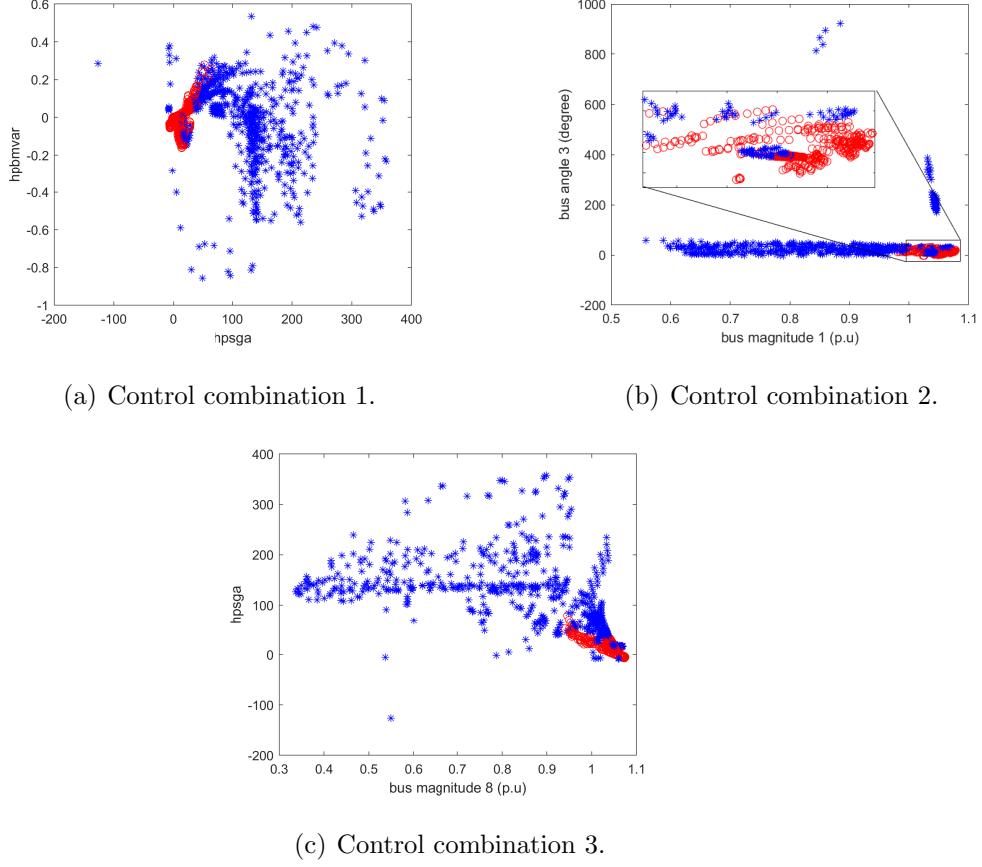 0.6
0.4
0.2
0
-0.2
-0.4
-0.6
-0.8
-1
-200 -100 0 100 200 300 400
hpbmvar
hpsga
(a) Control combination 1.
1000
800
600
400
200
0
-200
0.5 0.6 0.7 0.8 0.9 1 1.1
bus angle 3 (degree)
bus magnitude 1 (p.u)
(b) Control combination 2.
400
300
200
100
0
-100
-200
0.3 0.4 0.5 0.6 0.7 0.8 0.9 1 1.1
hpsga
bus magnitude 8 (p.u)
(c) Control combination 3.